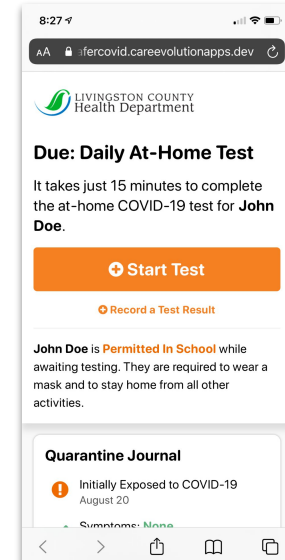 8:27
AA afercovid.careevolutionapps.dev
LIVINGSTON COUNTY
Health Department
Due: Daily At-Home Test
It takes just 15 minutes to complete
the at-home COVID-19 test for John
Doe.
Start Test
Record a Test Result
John Doe is Permitted In School while
awaiting testing. They are required to wear a
mask and to stay home from all other
activities.
Quarantine Journal
Initially Exposed to COVID-19
August 20
Symptoms: None